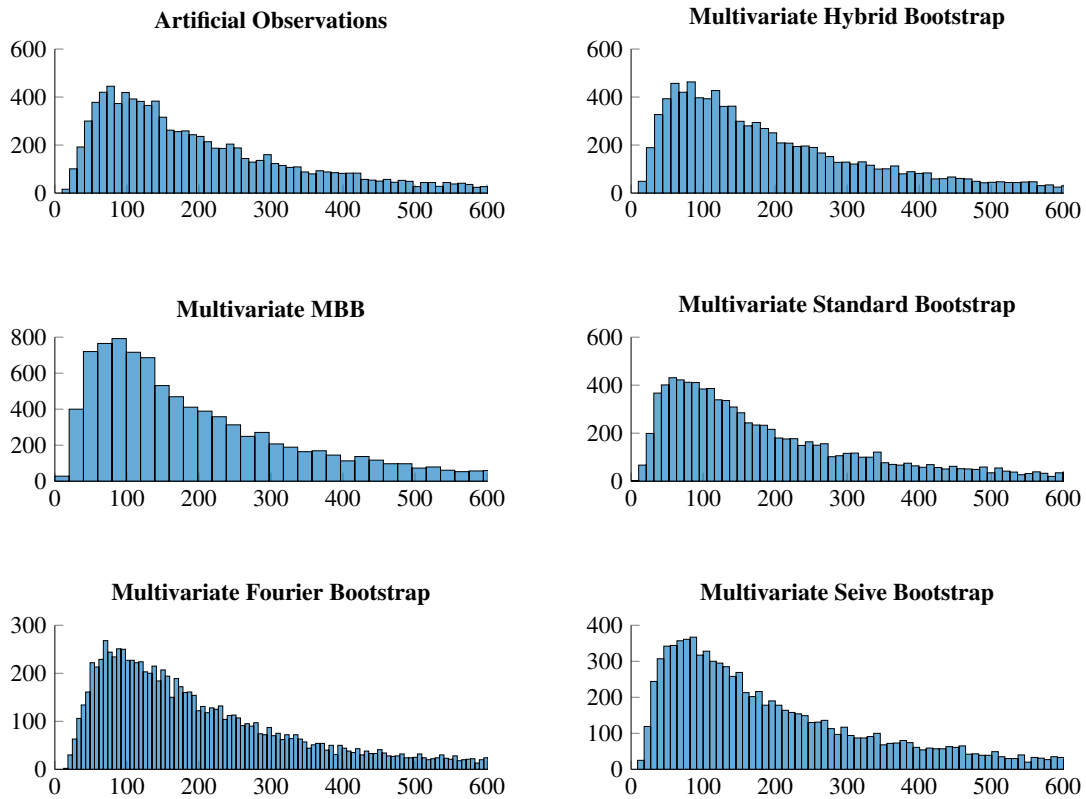 Artificial Observations
600
400
200
0
0 100 200 300 400 500 600
Multivariate Hybrid Bootstrap
600
400
200
0
0 100 200 300 400 500 600
Multivariate MBB
800
600
400
200
0
0 100 200 300 400 500 600
Multivariate Standard Bootstrap
600
400
200
0
0 100 200 300 400 500 600
Multivariate Fourier Bootstrap
300
200
100
0
0 100 200 300 400 500 600
Multivariate Seive Bootstrap
400
300
200
100
0
0 100 200 300 400 500 600